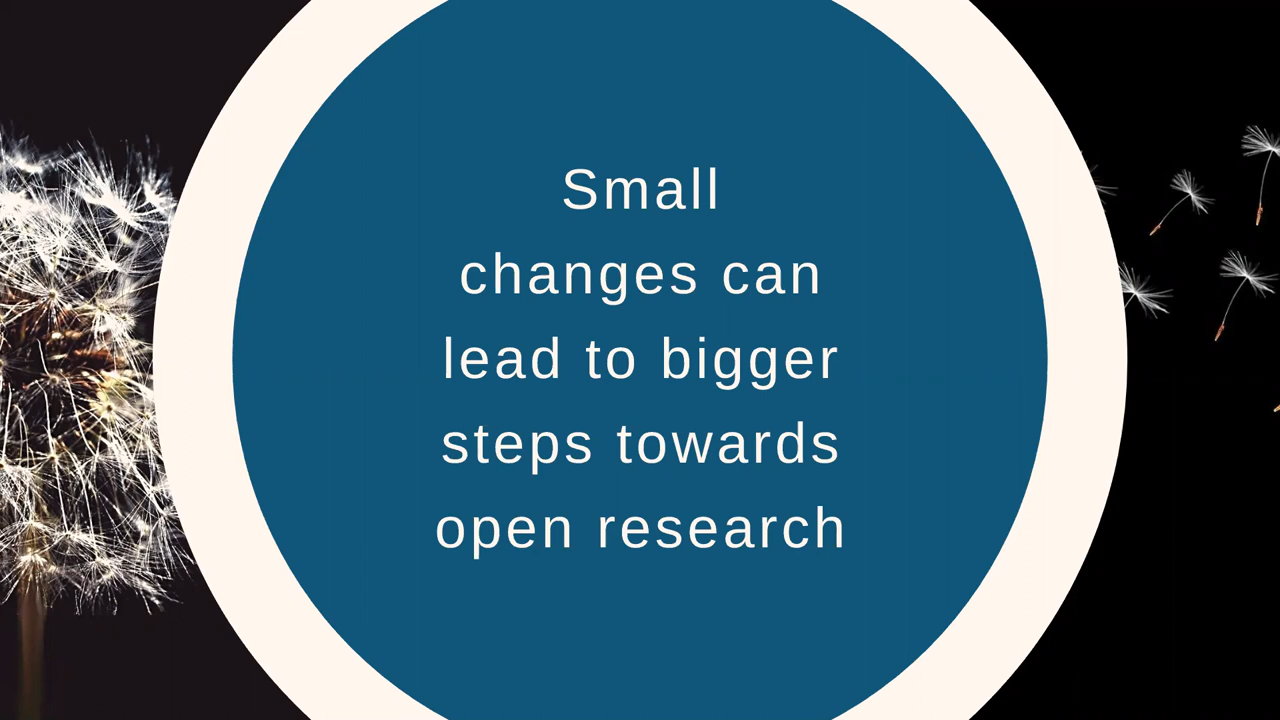 Small
changes can
lead to bigger
steps towards
open research